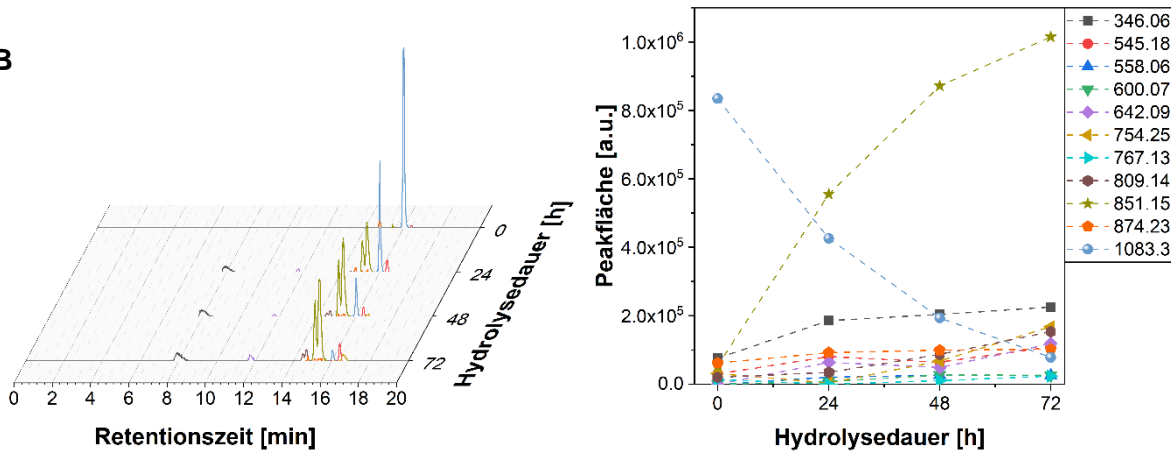 B
0
24
48
72
Hydrolysedauer [h]
0 2 4 6 8 10 12 14 16 18 20
Retentionszeit [min]
Peakfläche [a.u.]
1.0x10⁶
8.0x10⁵
6.0x10⁵
4.0x10⁵
2.0x10⁵
0.0
0 24 48 72
Hydrolysedauer [h]
346.06
545.18
558.06
600.07
642.09
754.25
767.13
809.14
851.15
874.23
1083.3